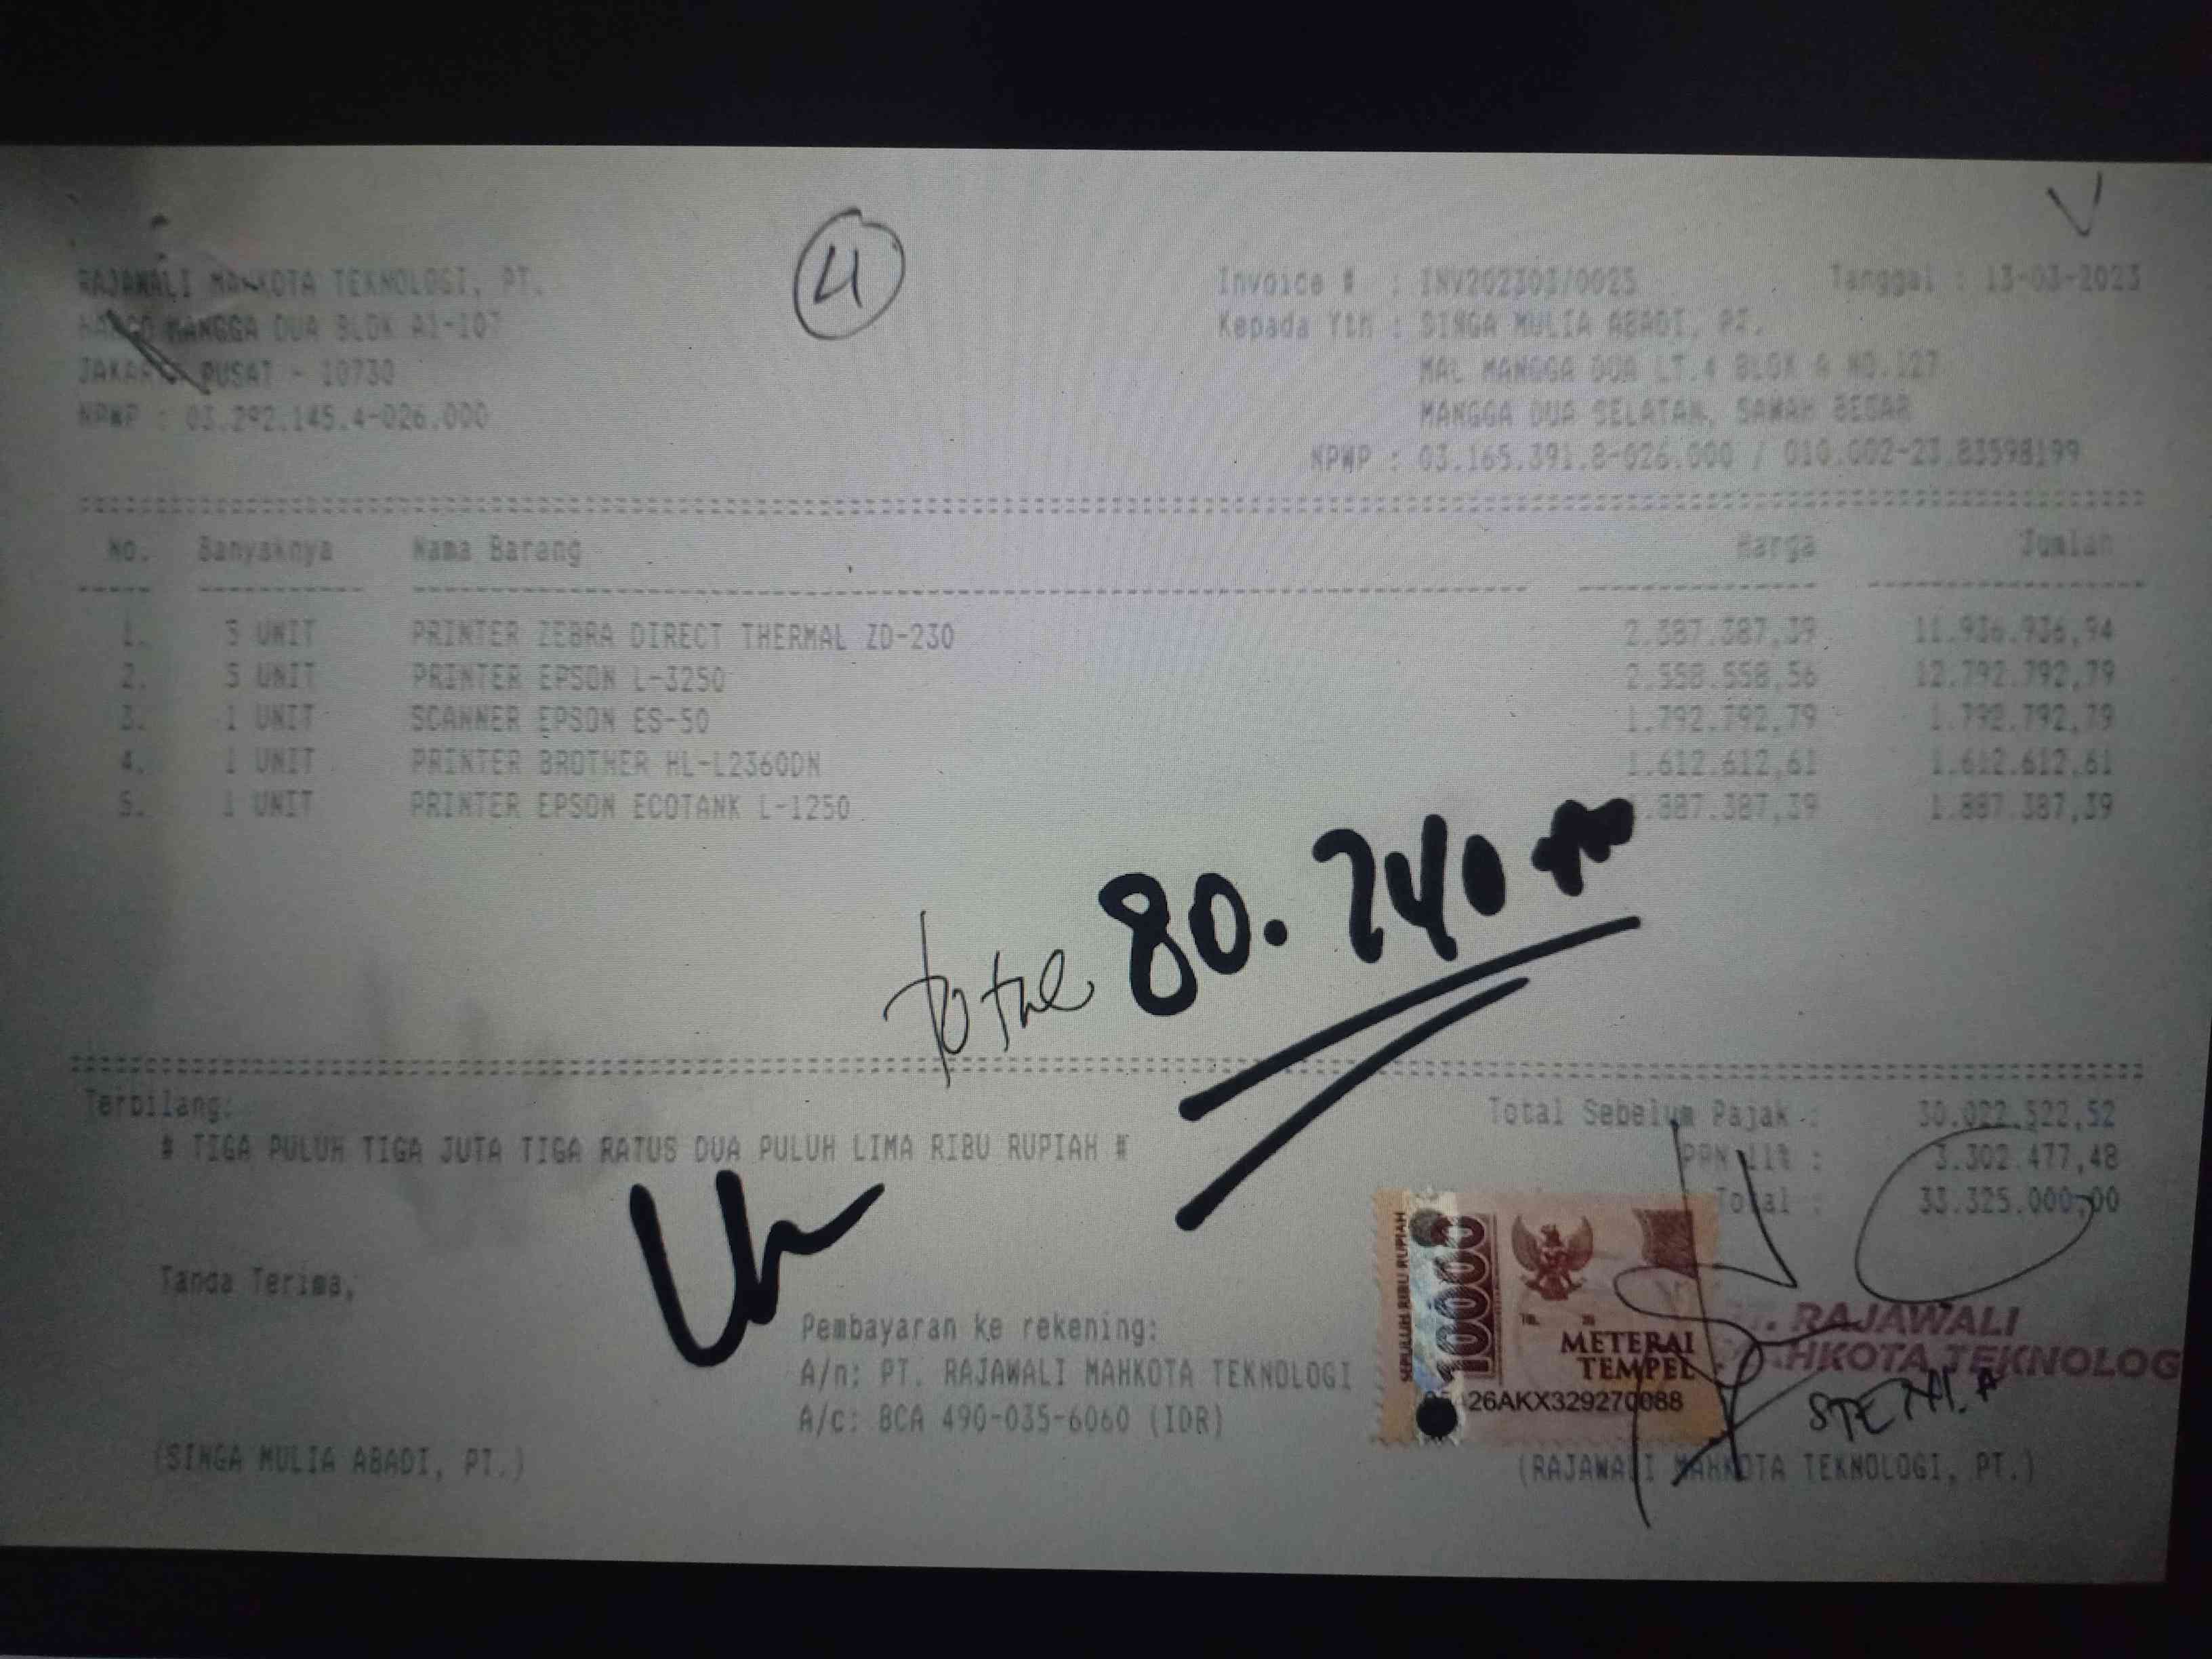 RAJAWALI MAHKOTA TEKNOLOGI, PT.
MANGGA DUA BLOK A1-107
JAKARTA PUSAT - 10730
NPWP : 03.292.145.4-026.000
4
V
Invoice # : INV202303/0025 Tanggal : 13-03-2023
Kepada Yth : SINGA MULIA ABADI, PT.
MAL MANGGA DUA LT.4 BLOK A NO.127
MANGGA DUA SELATAN, SAWAH BESAR
NPWP : 03.165.391.8-026.000 / 010.002-23.83598199
No. Banyaknya Nama Barang Harga Jumlah
1. 5 UNIT PRINTER ZEBRA DIRECT THERMAL ZD-230 2.387.387,39 11.936.936,94
2. 5 UNIT PRINTER EPSON L-3250 2.558.558,56 12.792.792,79
3. 1 UNIT SCANNER EPSON ES-50 1.792.792,79 1.792.792,79
4. 1 UNIT PRINTER BROTHER HL-L2360DN 1.612.612,61 1.612.612,61
5. 1 UNIT PRINTER EPSON ECOTANK L-1250 .887.387,39 1.887.387,39
total 80.740
Terbilang:
# TIGA PULUH TIGA JUTA TIGA RATUS DUA PULUH LIMA RIBU RUPIAH #
Total Sebelum Pajak : 30.022.522,52
PPN 11% : 3.302.477,48
Total : 33.325.000,00
Tanda Terima,
Pembayaran ke rekening:
A/n: PT. RAJAWALI MAHKOTA TEKNOLOGI
A/c: BCA 490-035-6060 (IDR)
SEPULUH RIBU RUPIAH
10000
METERAI
TEMPEL
26AKX329270088
. RAJAWALI
AHKOTA TEKNOLOG
(SINGA MULIA ABADI, PT.)
(RAJAWALI MAHKOTA TEKNOLOGI, PT.)